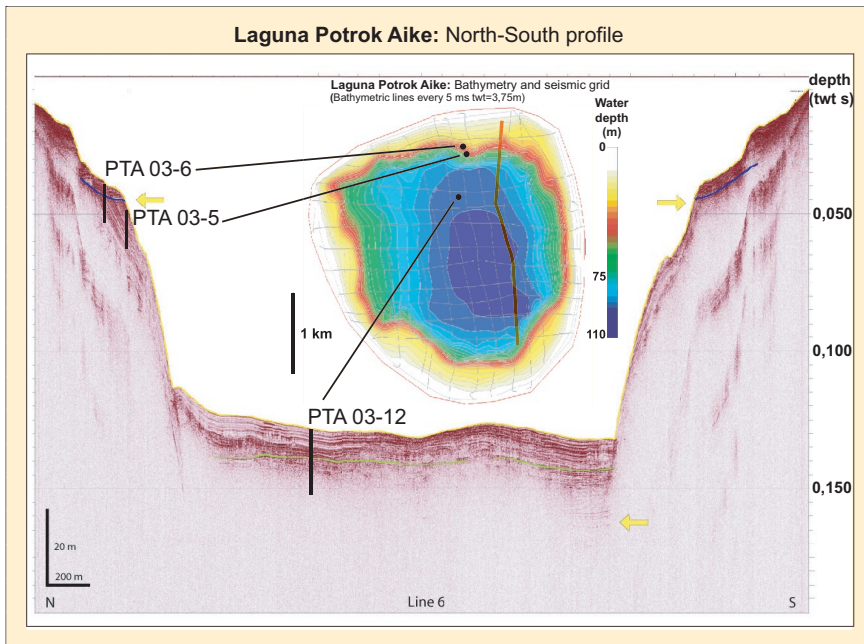 Laguna Potrok Aike: North-South profile
Laguna Potrok Aike: Bathymetry and seismic grid
(Bathymetric lines every 5 ms twt=3,75m)
depth
(twt s)
Water
depth
(m)
0
75
110
PTA 03-6
PTA 03-5
0,050
1 km
0,100
PTA 03-12
0,150
20 m
200 m
N
Line 6
S